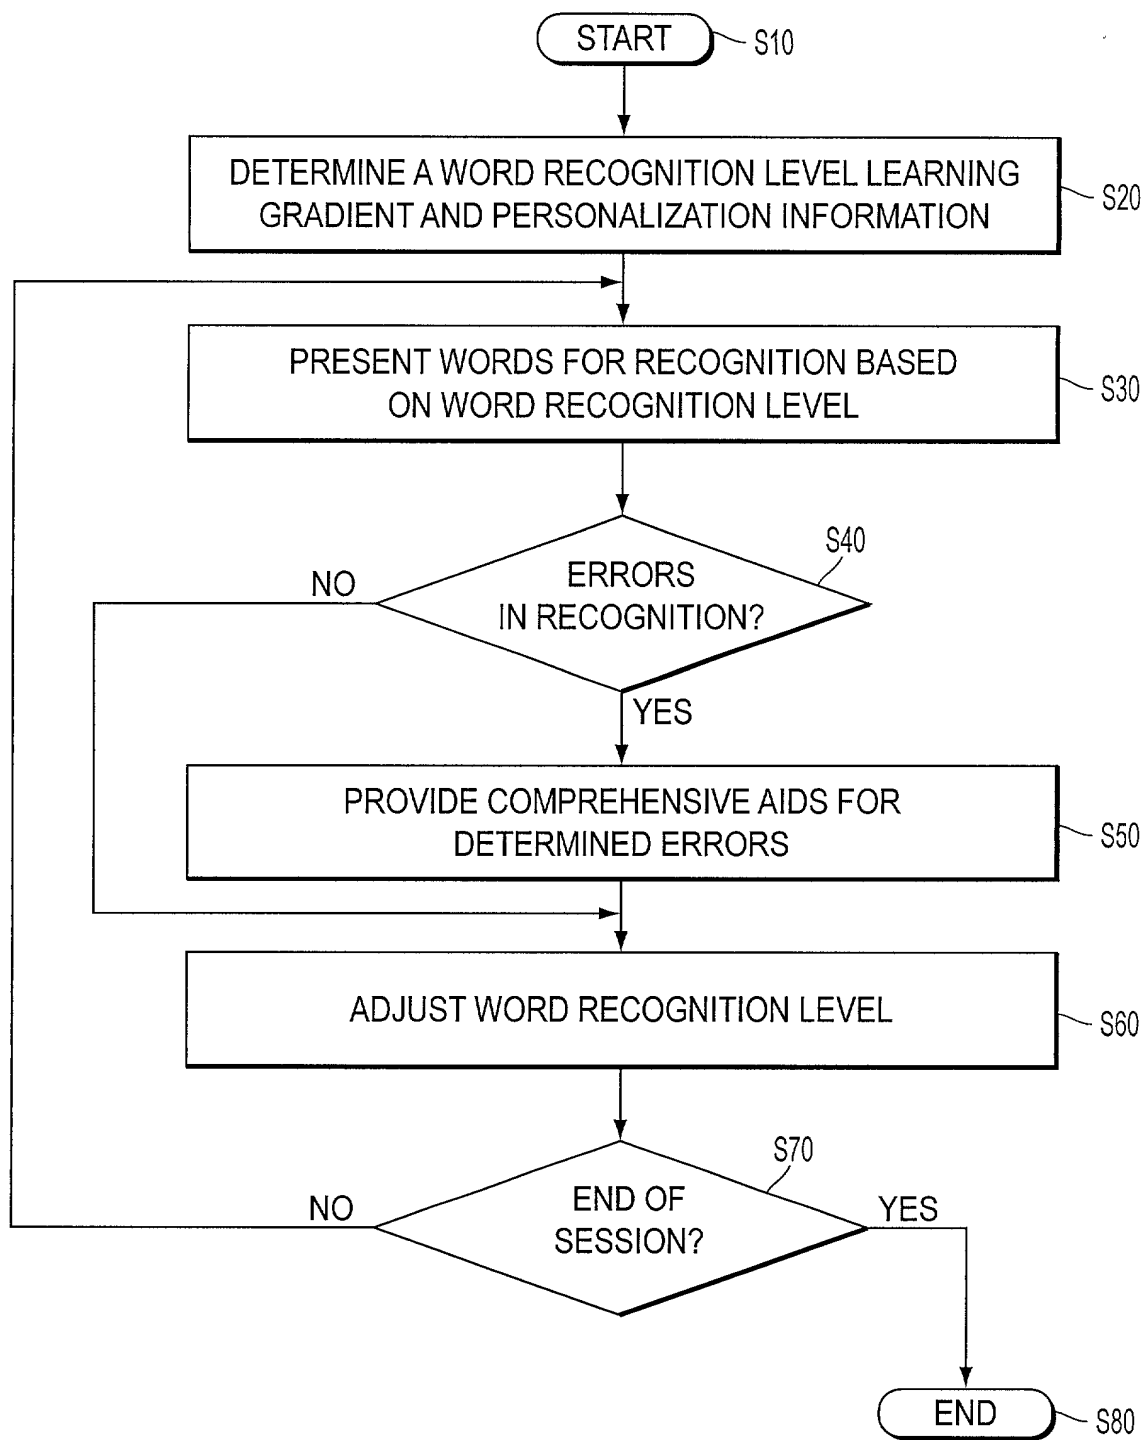 START
S10
DETERMINE A WORD RECOGNITION LEVEL LEARNING
GRADIENT AND PERSONALIZATION INFORMATION
S20
PRESENT WORDS FOR RECOGNITION BASED
ON WORD RECOGNITION LEVEL
S30
S40
ERRORS
IN RECOGNITION?
NO
YES
PROVIDE COMPREHENSIVE AIDS FOR
DETERMINED ERRORS
S50
ADJUST WORD RECOGNITION LEVEL
S60
S70
END OF
SESSION?
NO
YES
END
S80